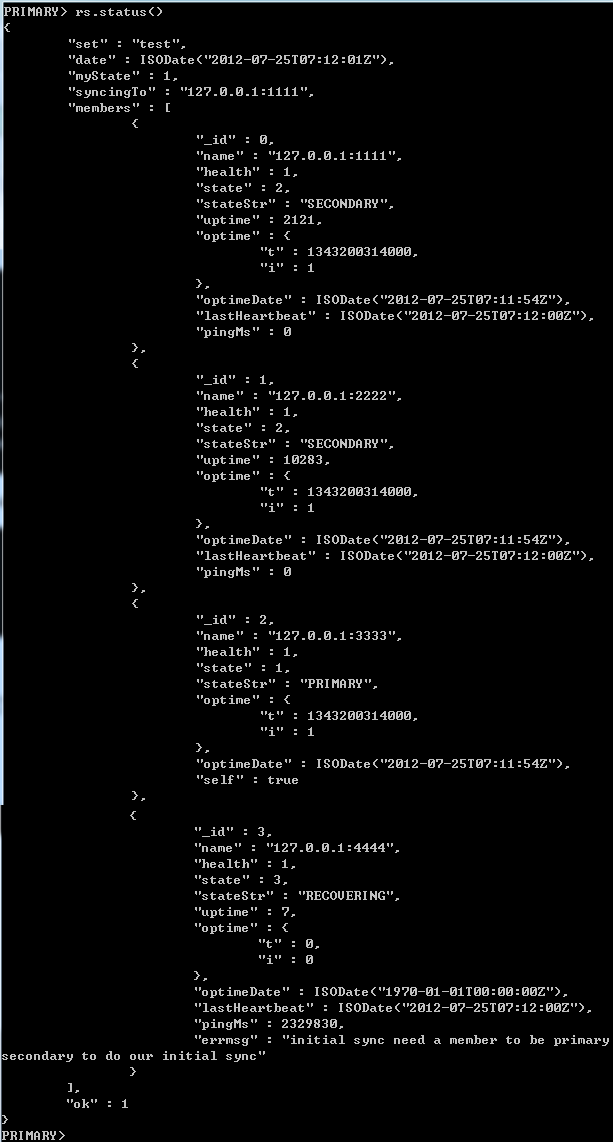 PRIMARY> rs.status()
{
"set" : "test",
"date" : ISODate("2012-07-25T07:12:01Z"),
"myState" : 1,
"syncingTo" : "127.0.0.1:1111",
"members" : [
{
"_id" : 0,
"name" : "127.0.0.1:1111",
"health" : 1,
"state" : 2,
"stateStr" : "SECONDARY",
"uptime" : 2121,
"optime" : {
"t" : 1343200314000,
"i" : 1
},
"optimeDate" : ISODate("2012-07-25T07:11:54Z"),
"lastHeartbeat" : ISODate("2012-07-25T07:12:00Z"),
"pingMs" : 0
},
{
"_id" : 1,
"name" : "127.0.0.1:2222",
"health" : 1,
"state" : 2,
"stateStr" : "SECONDARY",
"uptime" : 10283,
"optime" : {
"t" : 1343200314000,
"i" : 1
},
"optimeDate" : ISODate("2012-07-25T07:11:54Z"),
"lastHeartbeat" : ISODate("2012-07-25T07:12:00Z"),
"pingMs" : 0
},
{
"_id" : 2,
"name" : "127.0.0.1:3333",
"health" : 1,
"state" : 1,
"stateStr" : "PRIMARY",
"optime" : {
"t" : 1343200314000,
"i" : 1
},
"optimeDate" : ISODate("2012-07-25T07:11:54Z"),
"self" : true
},
{
"_id" : 3,
"name" : "127.0.0.1:4444",
"health" : 1,
"state" : 3,
"stateStr" : "RECOVERING",
"uptime" : 7,
"optime" : {
"t" : 0,
"i" : 0
},
"optimeDate" : ISODate("1970-01-01T00:00:00Z"),
"lastHeartbeat" : ISODate("2012-07-25T07:12:00Z"),
"pingMs" : 2329830,
"errmsg" : "initial sync need a member to be primary
secondary to do our initial sync"
}
],
"ok" : 1
}
PRIMARY>